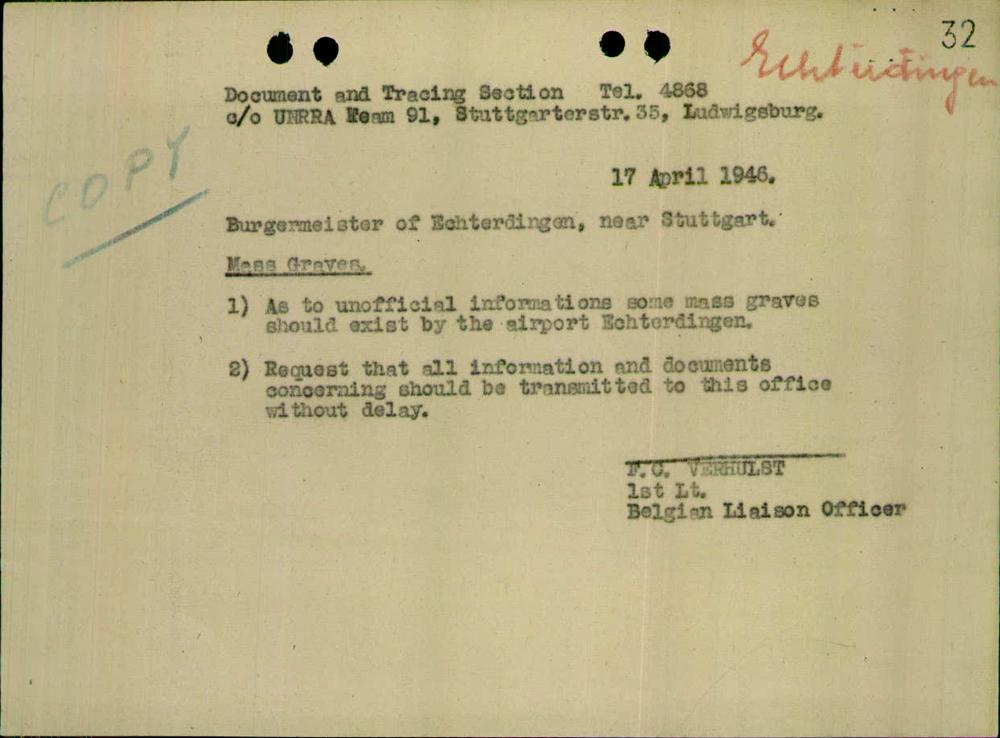 32
Echterdingen
Document and Tracing Section Tel. 4868
c/o UNRRA Team 91, Stuttgarterstr.35, Ludwigsburg.
COPY
17 April 1946.
Burgermeister of Echterdingen, near Stuttgart.
Mass Graves.
1) As to unofficial informations some mass graves
should exist by the airport Echterdingen.
2) Request that all information and documents
concerning should be transmitted to this office
without delay.
F.C. VERHULST
1st Lt.
Belgian Liaison Officer